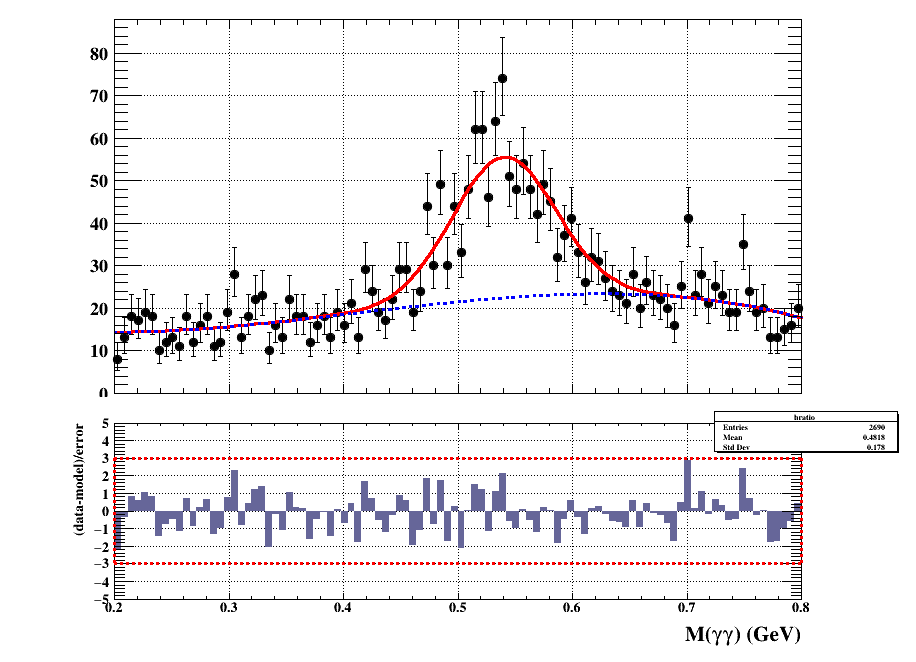 80
70
60
50
40
30
20
10
0
hratio
Entries 2690
Mean 0.4818
Std Dev 0.178
(data-model)/error
5
4
3
2
1
0
−1
−2
−3
−4
−5
0.2 0.3 0.4 0.5 0.6 0.7 0.8
M(γγ) (GeV)